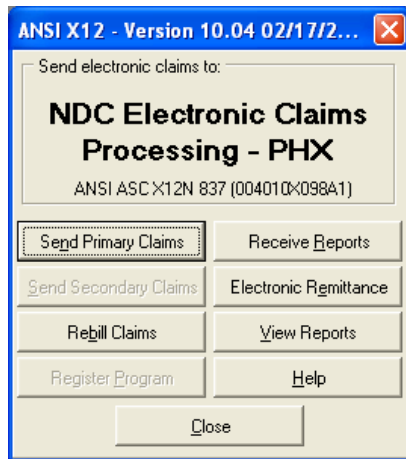 ANSI X12 - Version 10.04 02/17/2...
Send electronic claims to:
NDC Electronic Claims
Processing - PHX
ANSI ASC X12N 837 (004010X098A1)
Send Primary Claims
Receive Reports
Send Secondary Claims
Electronic Remittance
Rebill Claims
View Reports
Register Program
Help
Close